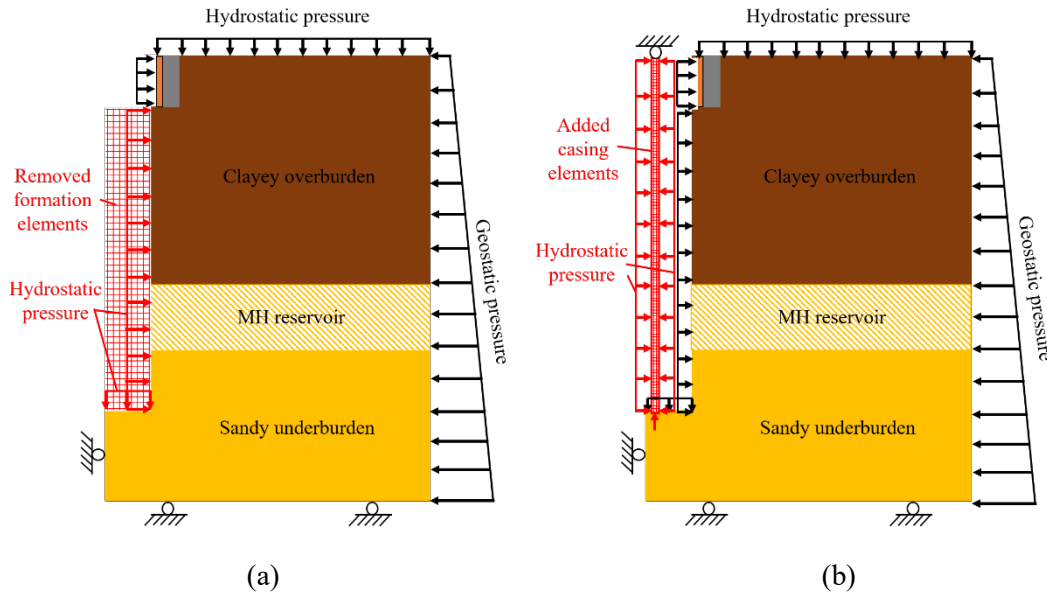 Hydrostatic pressure
Removed
formation
elements
Clayey overburden
Hydrostatic
pressure
MH reservoir
Sandy underburden
Geostatic pressure
(a)
Hydrostatic pressure
Added
casing
elements
Clayey overburden
Hydrostatic
pressure
MH reservoir
Sandy underburden
Geostatic pressure
(b)